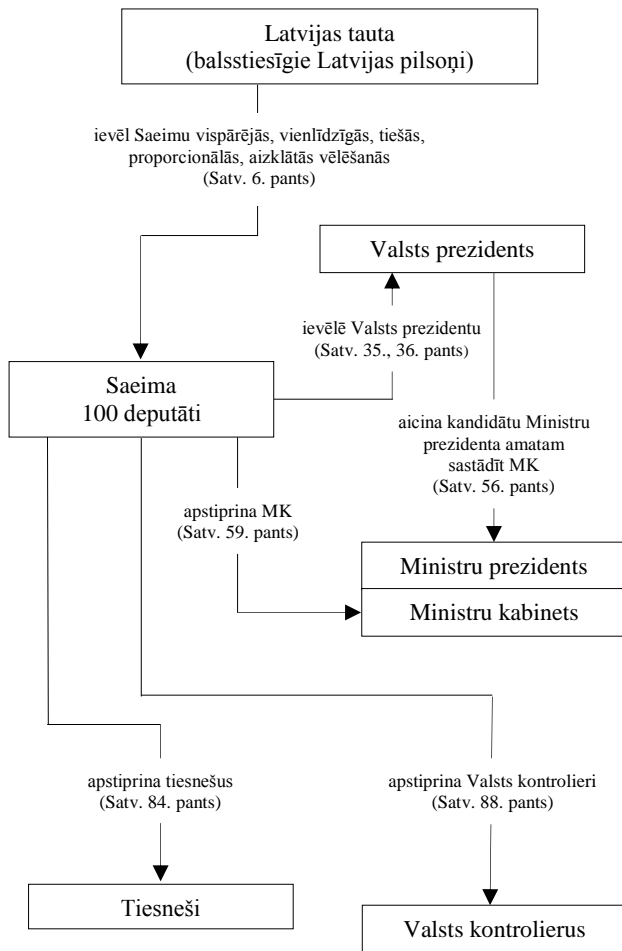 Latvijas tauta
(balsstiesīgie Latvijas pilsoņi)
ievēl Saeimu vispārējās, vienlīdzīgās, tiešās,
proporcionālās, aizklātās vēlēšanās
(Satv. 6. pants)
Valsts prezidents
ievēlē Valsts prezidentu
(Satv. 35., 36. pants)
Saeima
100 deputāti
aicina kandidātu Ministru
prezidenta amatam
sastādīt MK
(Satv. 56. pants)
apstiprina MK
(Satv. 59. pants)
Ministru prezidents
Ministru kabinets
apstiprina tiesnešus
(Satv. 84. pants)
apstiprina Valsts kontrolieri
(Satv. 88. pants)
Tiesneši
Valsts kontrolierus